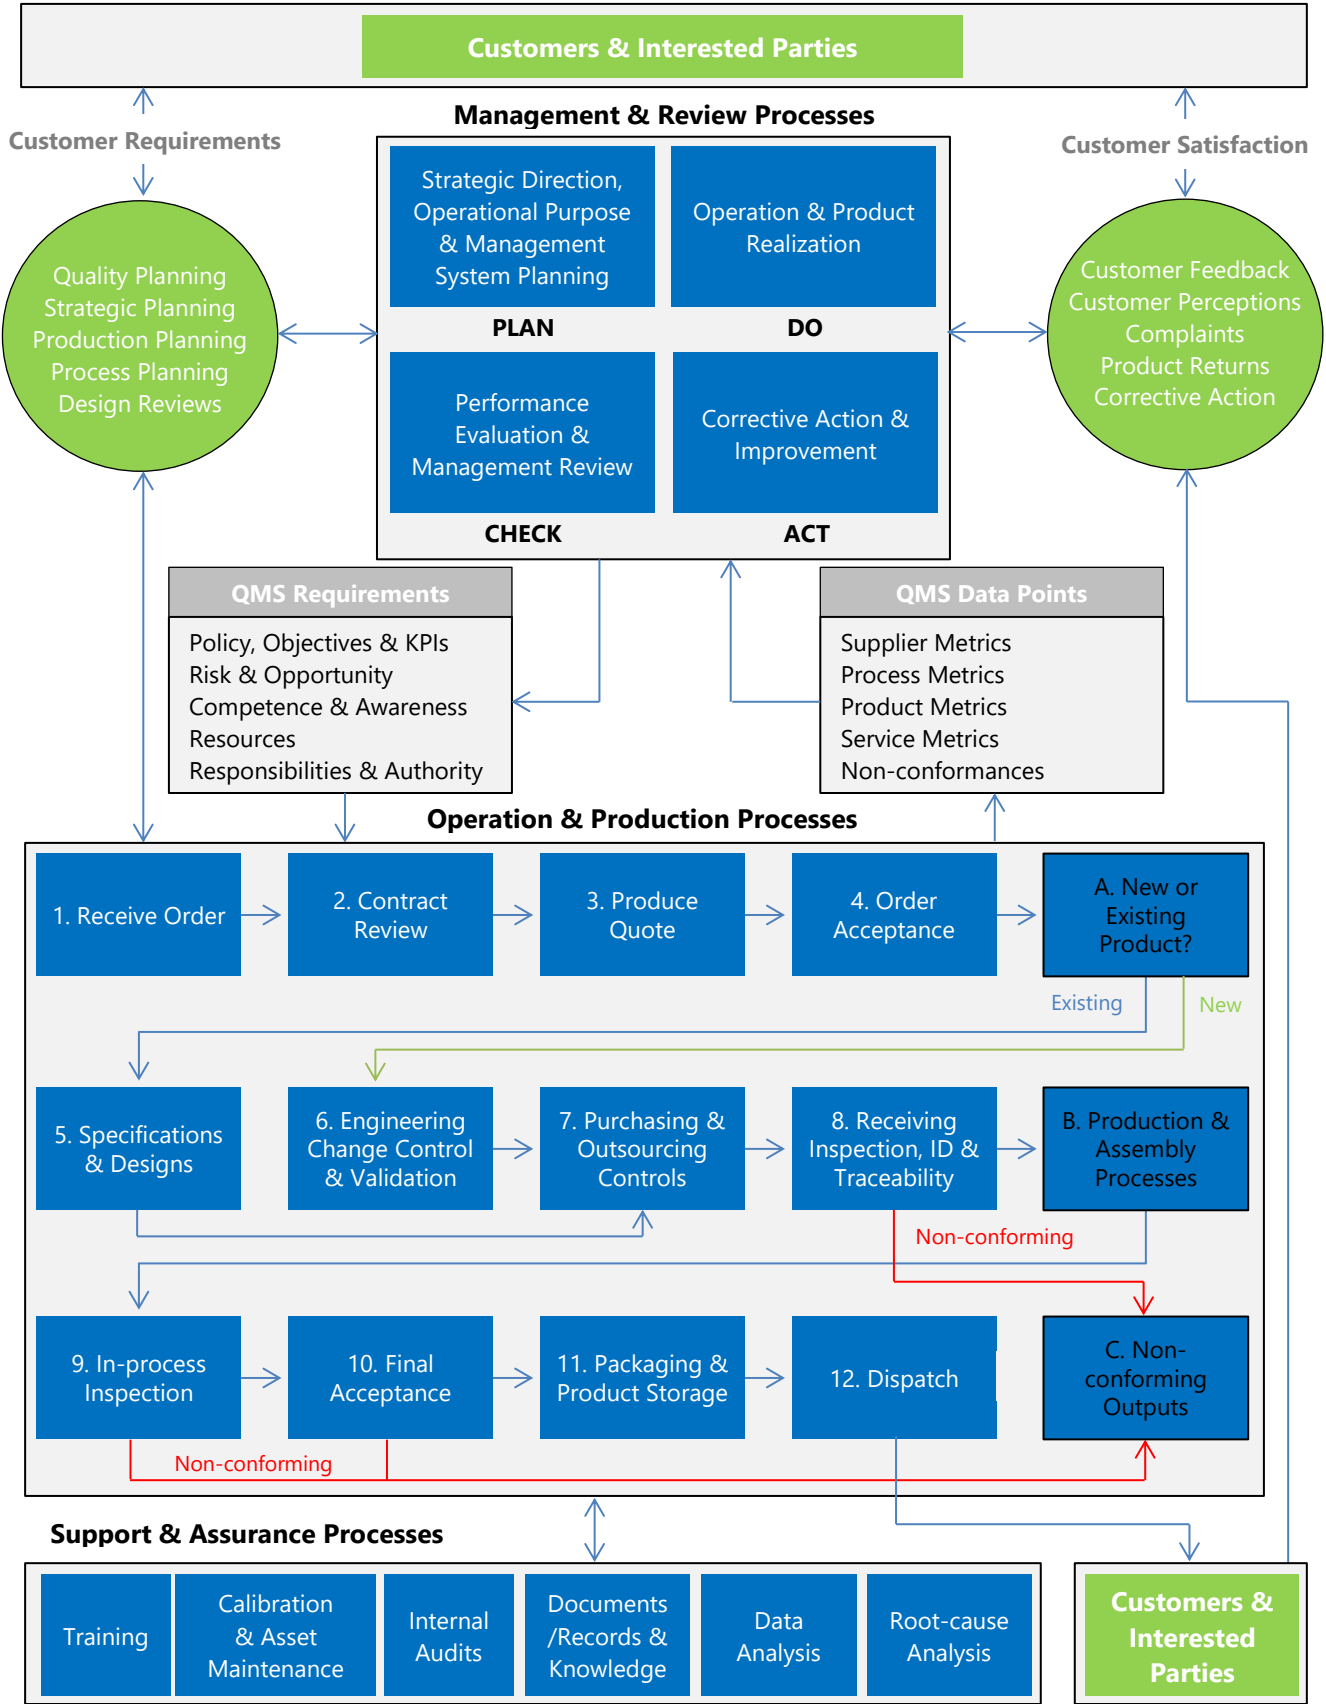 Customers & Interested Parties
Management & Review Processes
Customer Requirements
Customer Satisfaction
Strategic Direction,
Operational Purpose
& Management
System Planning
Operation & Product
Realization
PLAN
DO
Quality Planning
Strategic Planning
Production Planning
Process Planning
Design Reviews
Customer Feedback
Customer Perceptions
Complaints
Product Returns
Corrective Action
Performance
Evaluation &
Management Review
Corrective Action &
Improvement
CHECK
ACT
QMS Requirements
Policy, Objectives & KPIs
Risk & Opportunity
Competence & Awareness
Resources
Responsibilities & Authority
QMS Data Points
Supplier Metrics
Process Metrics
Product Metrics
Service Metrics
Non-conformances
Operation & Production Processes
1. Receive Order
2. Contract
Review
3. Produce
Quote
4. Order
Acceptance
A. New or
Existing
Product?
Existing
New
5. Specifications
& Designs
6. Engineering
Change Control
& Validation
7. Purchasing &
Outsourcing
Controls
8. Receiving
Inspection, ID &
Traceability
B. Production &
Assembly
Processes
Non-conforming
9. In-process
Inspection
10. Final
Acceptance
11. Packaging &
Product Storage
12. Dispatch
C. Non-
conforming
Outputs
Non-conforming
Support & Assurance Processes
Training
Calibration
& Asset
Maintenance
Internal
Audits
Documents
/Records &
Knowledge
Data
Analysis
Root-cause
Analysis
Customers &
Interested
Parties